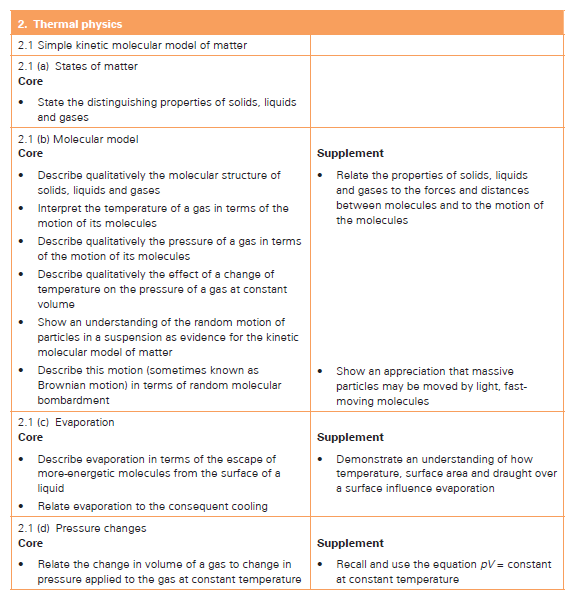 2. Thermal physics
2.1 Simple kinetic molecular model of matter
2.1 (a) States of matter
Core
• State the distinguishing properties of solids, liquids
and gases
2.1 (b) Molecular model
Core
• Describe qualitatively the molecular structure of
solids, liquids and gases
• Interpret the temperature of a gas in terms of the
motion of its molecules
• Describe qualitatively the pressure of a gas in terms
of the motion of its molecules
• Describe qualitatively the effect of a change of
temperature on the pressure of a gas at constant
volume
• Show an understanding of the random motion of
particles in a suspension as evidence for the kinetic
molecular model of matter
• Describe this motion (sometimes known as
Brownian motion) in terms of random molecular
bombardment
Supplement
• Relate the properties of solids, liquids
and gases to the forces and distances
between molecules and to the motion of
the molecules
• Show an appreciation that massive
particles may be moved by light, fast-
moving molecules
2.1 (c) Evaporation
Core
• Describe evaporation in terms of the escape of
more-energetic molecules from the surface of a
liquid
• Relate evaporation to the consequent cooling
Supplement
• Demonstrate an understanding of how
temperature, surface area and draught over
a surface influence evaporation
2.1 (d) Pressure changes
Core
• Relate the change in volume of a gas to change in
pressure applied to the gas at constant temperature
Supplement
• Recall and use the equation pV = constant
at constant temperature